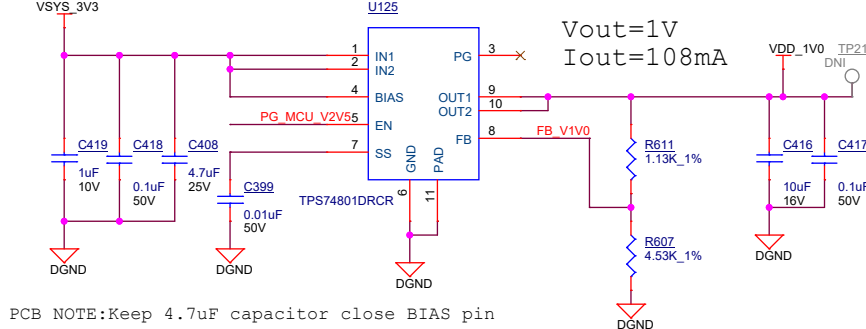 VSYS_3V3
U125
Vout=1V
Iout=108mA
VDD_1V0
TP21
DNI
1
IN1
2
IN2
4
BIAS
PG_MCU_V2V5
5
EN
7
SS
PG
3
OUT1
9
OUT2
10
FB
8
FB_V1V0
GND
PAD
6
11
TPS74801DRCR
C419
1uF
10V
C418
0.1uF
50V
C408
4.7uF
25V
C399
0.01uF
50V
R611
1.13K_1%
R607
4.53K_1%
C416
10uF
16V
C417
0.1uF
50V
DGND
DGND
DGND
DGND
DGND
PCB NOTE:Keep 4.7uF capacitor close BIAS pin